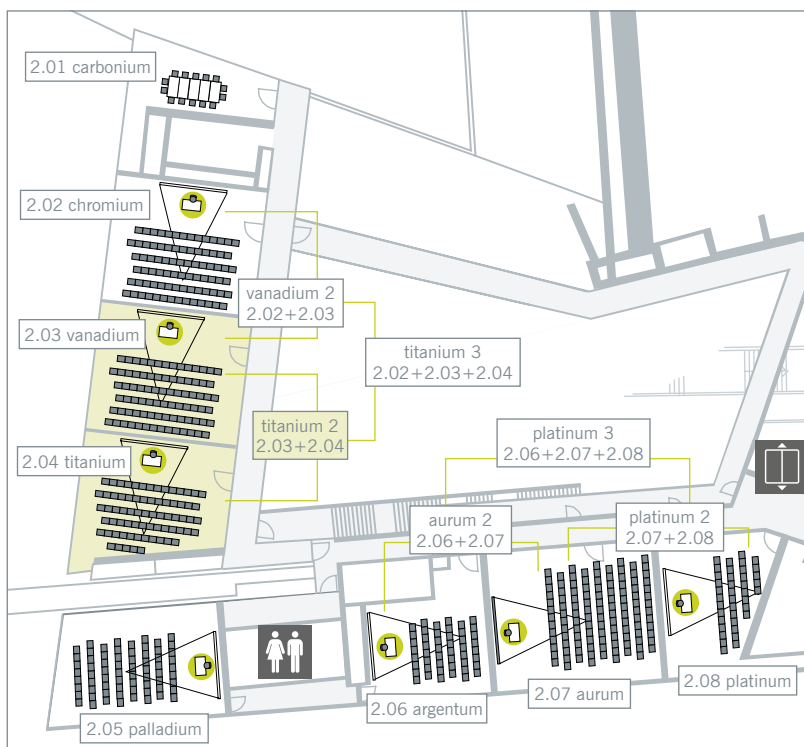 2.01 carbonium
2.02 chromium
vanadium 2
2.02+2.03
2.03 vanadium
titanium 3
2.02+2.03+2.04
titanium 2
2.03+2.04
platinum 3
2.06+2.07+2.08
2.04 titanium
aurum 2
2.06+2.07
platinum 2
2.07+2.08
2.05 palladium
2.06 argentum
2.07 aurum
2.08 platinum